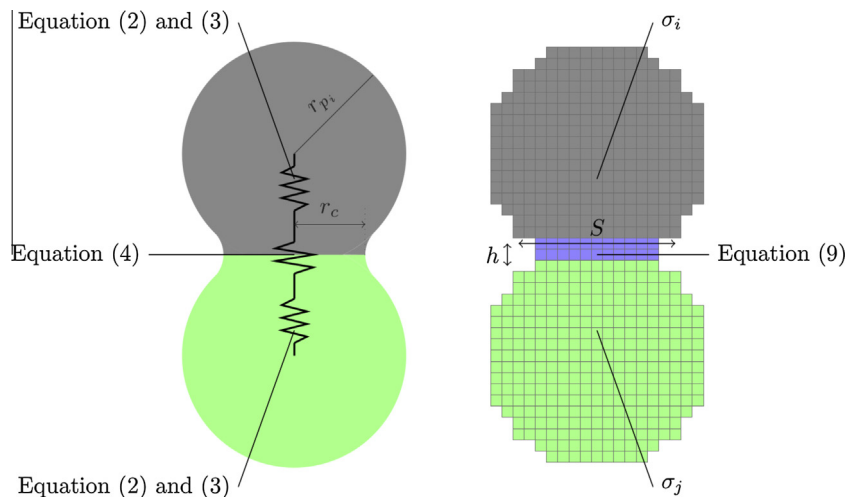 Equation (2) and (3)
σ_i
r_{p_i}
r_c
S
Equation (4)
h
Equation (9)
Equation (2) and (3)
σ_j